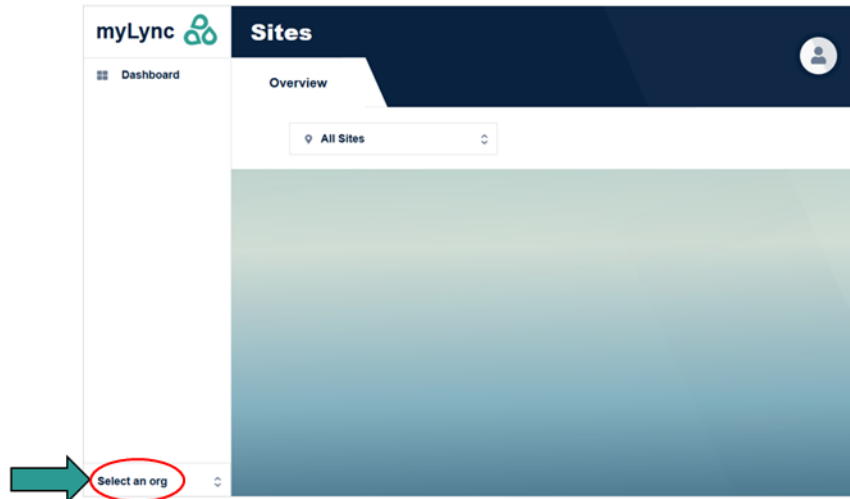 myLync
Sites
Dashboard
Overview
All Sites
Select an org